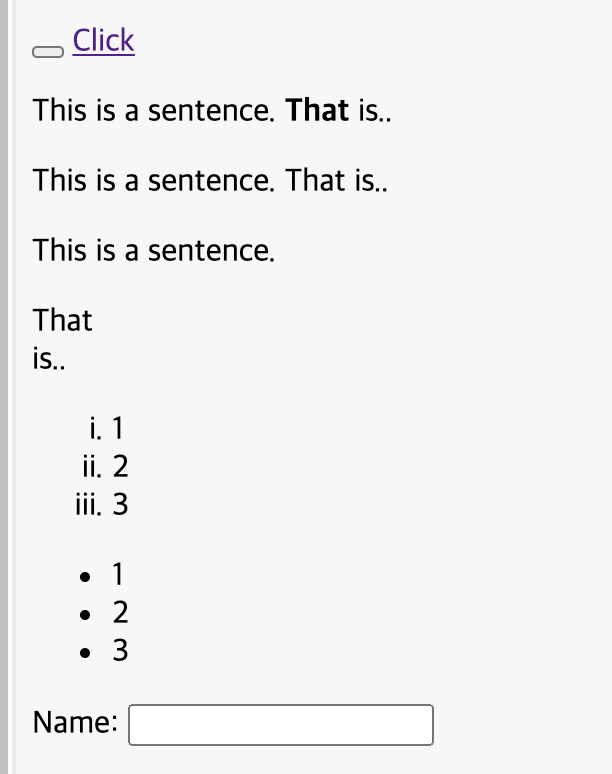 Click
This is a sentence. That is..
This is a sentence. That is..
This is a sentence.
That
is..
i. 1
ii. 2
iii. 3
• 1
• 2
• 3
Name: